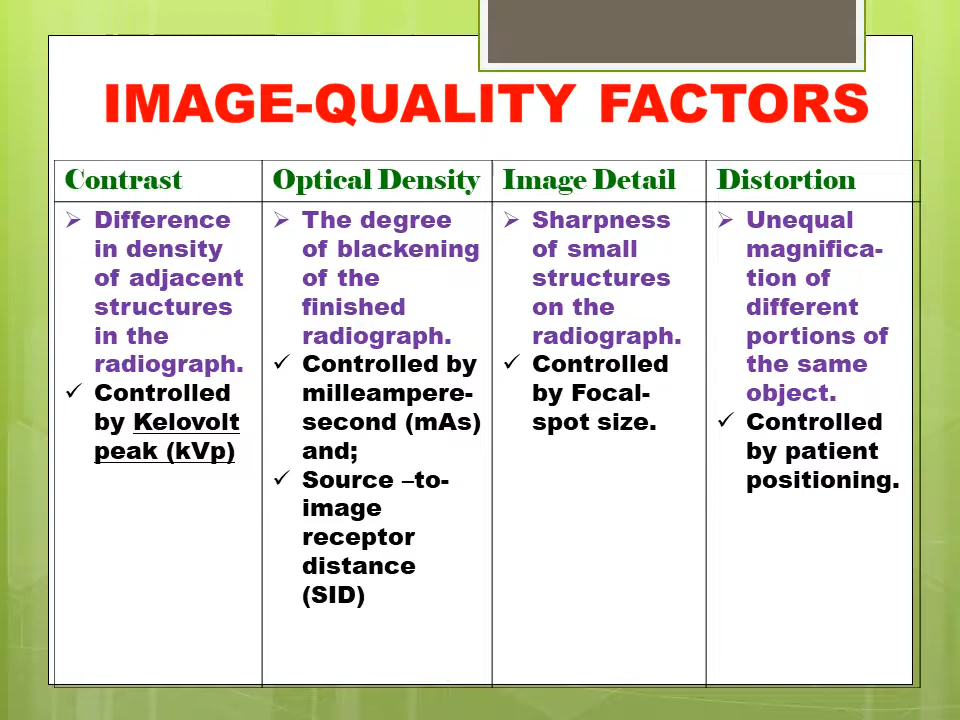 IMAGE-QUALITY FACTORS
Contrast
➢ Difference
in density
of adjacent
structures
in the
radiograph.
✓ Controlled
by Kelovolt
peak (kVp)
Optical Density
➢ The degree
of blackening
of the
finished
radiograph.
✓ Controlled by
milleampere-
second (mAs)
and;
✓ Source –to-
image
receptor
distance
(SID)
Image Detail
➢ Sharpness
of small
structures
on the
radiograph.
✓ Controlled
by Focal-
spot size.
Distortion
➢ Unequal
magnifica-
tion of
different
portions of
the same
object.
✓ Controlled
by patient
positioning.